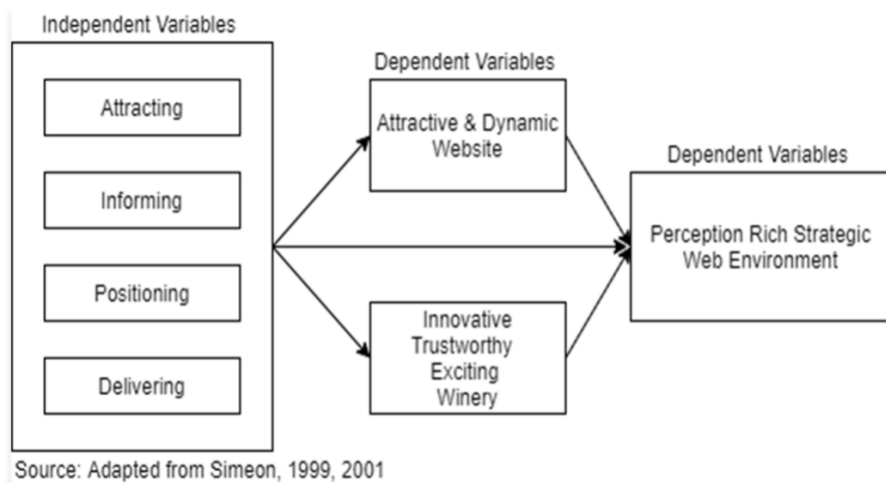 Independent Variables
Attracting
Informing
Positioning
Delivering
Dependent Variables
Attractive & Dynamic
Website
Innovative
Trustworthy
Exciting
Winery
Dependent Variables
Perception Rich Strategic
Web Environment
Source: Adapted from Simeon, 1999, 2001